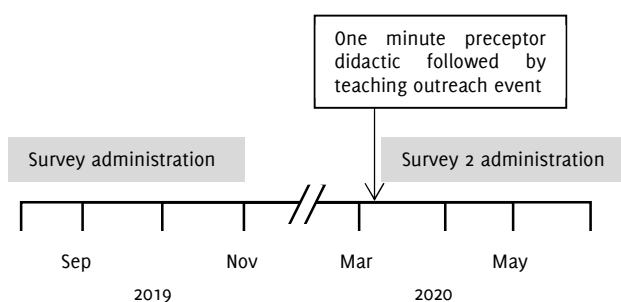 One minute preceptor
didactic followed by
teaching outreach event
Survey administration
Survey 2 administration
Sep
Nov
Mar
May
2019
2020